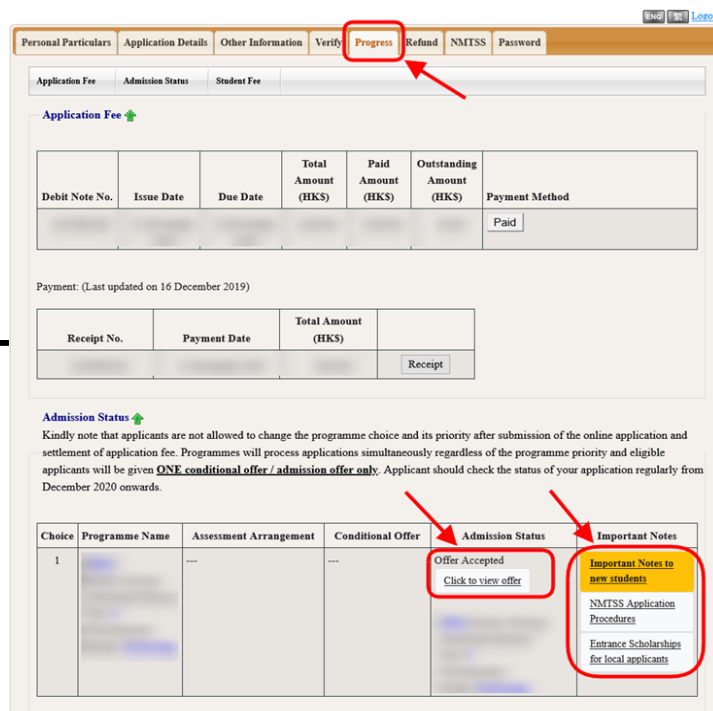 ENG 繁 Logo
Personal Particulars Application Details Other Information Verify Progress Refund NMTSS Password
Application Fee Admission Status Student Fee
Application Fee
Debit Note No. Issue Date Due Date Total Amount (HK$) Paid Amount (HK$) Outstanding Amount (HK$) Payment Method
Paid
Payment: (Last updated on 16 December 2019)
Receipt No. Payment Date Total Amount (HK$)
Receipt
Admission Status
Kindly note that applicants are not allowed to change the programme choice and its priority after submission of the online application and
settlement of application fee. Programmes will process applications simultaneously regardless of the programme priority and eligible
applicants will be given ONE conditional offer / admission offer only. Applicant should check the status of your application regularly from
December 2020 onwards.
Choice Programme Name Assessment Arrangement Conditional Offer Admission Status Important Notes
1 --- --- Offer Accepted
Click to view offer
Important Notes to
new students
NMTSS Application
Procedures
Entrance Scholarships
for local applicants